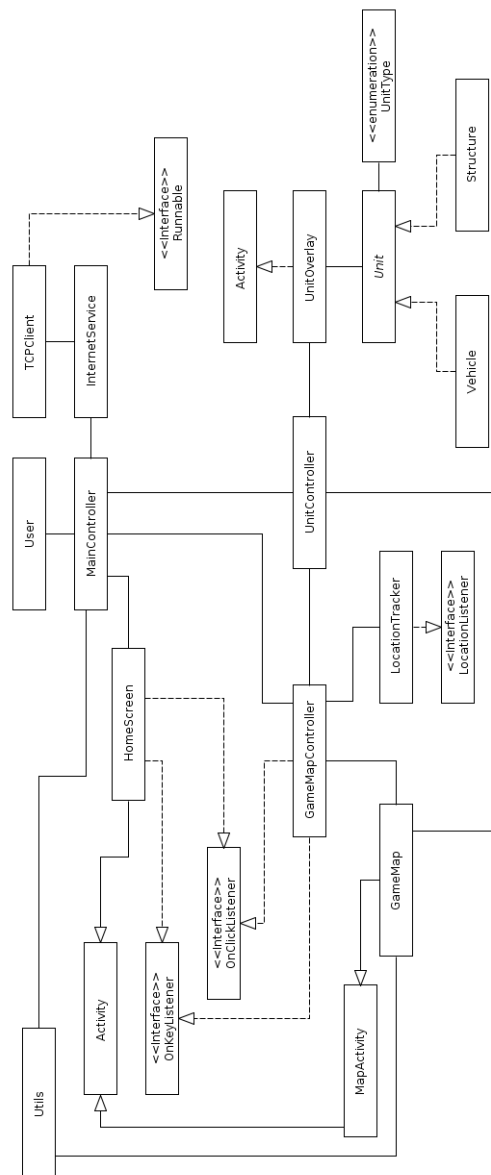 Utils
Activity
<<Interface>>
OnKeyListener
<<Interface>>
OnClickListener
MapActivity
GameMap
HomeScreen
GameMapController
LocationTracker
<<Interface>>
LocationListener
User
MainController
UnitController
TCPClient
InternetService
<<Interface>>
Runnable
Activity
UnitOverlay
Unit
<<enumeration>>
UnitType
Vehicle
Structure